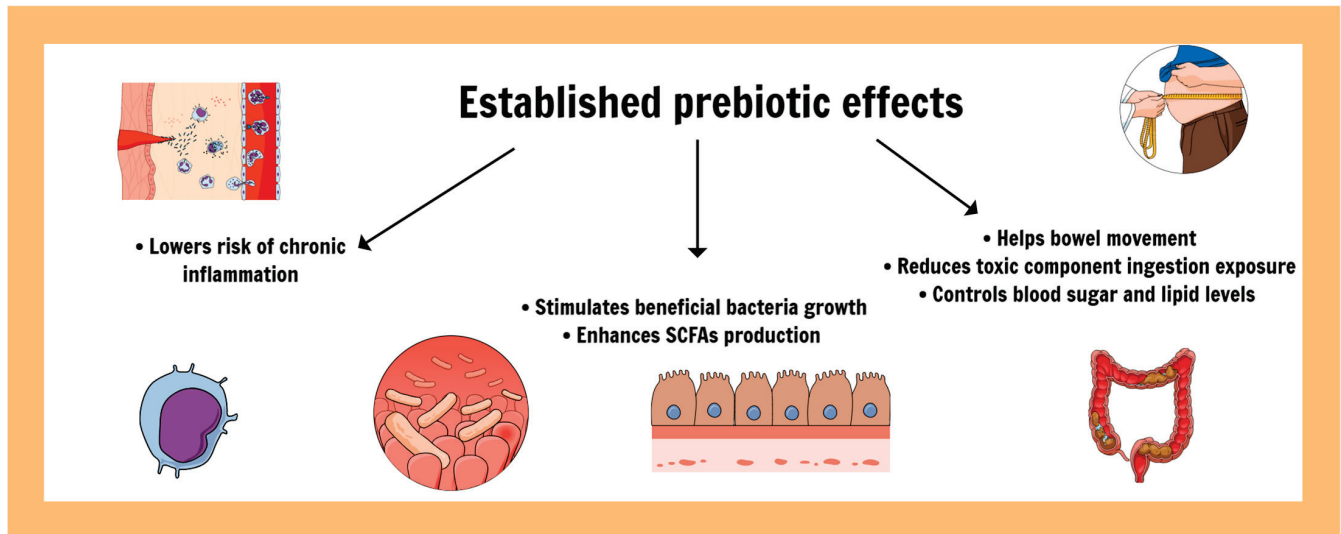 Established prebiotic effects
• Lowers risk of chronic
inflammation
• Stimulates beneficial bacteria growth
• Enhances SCFAs production
• Helps bowel movement
• Reduces toxic component ingestion exposure
• Controls blood sugar and lipid levels